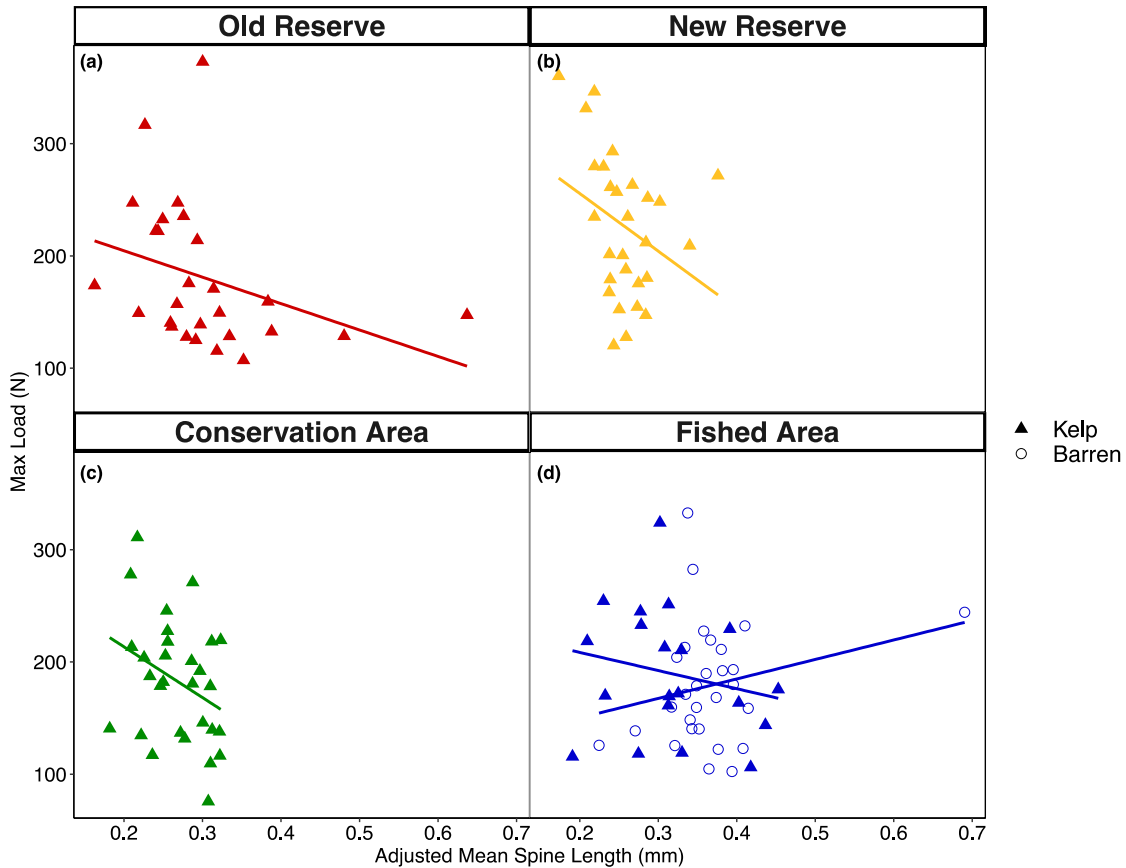 Old Reserve
New Reserve
(a)
(b)
300
200
100
Max Load (N)
Conservation Area
Fished Area
Kelp
Barren
(c)
(d)
300
200
100
0.2 0.3 0.4 0.5 0.6 0.7
0.2 0.3 0.4 0.5 0.6 0.7
Adjusted Mean Spine Length (mm)